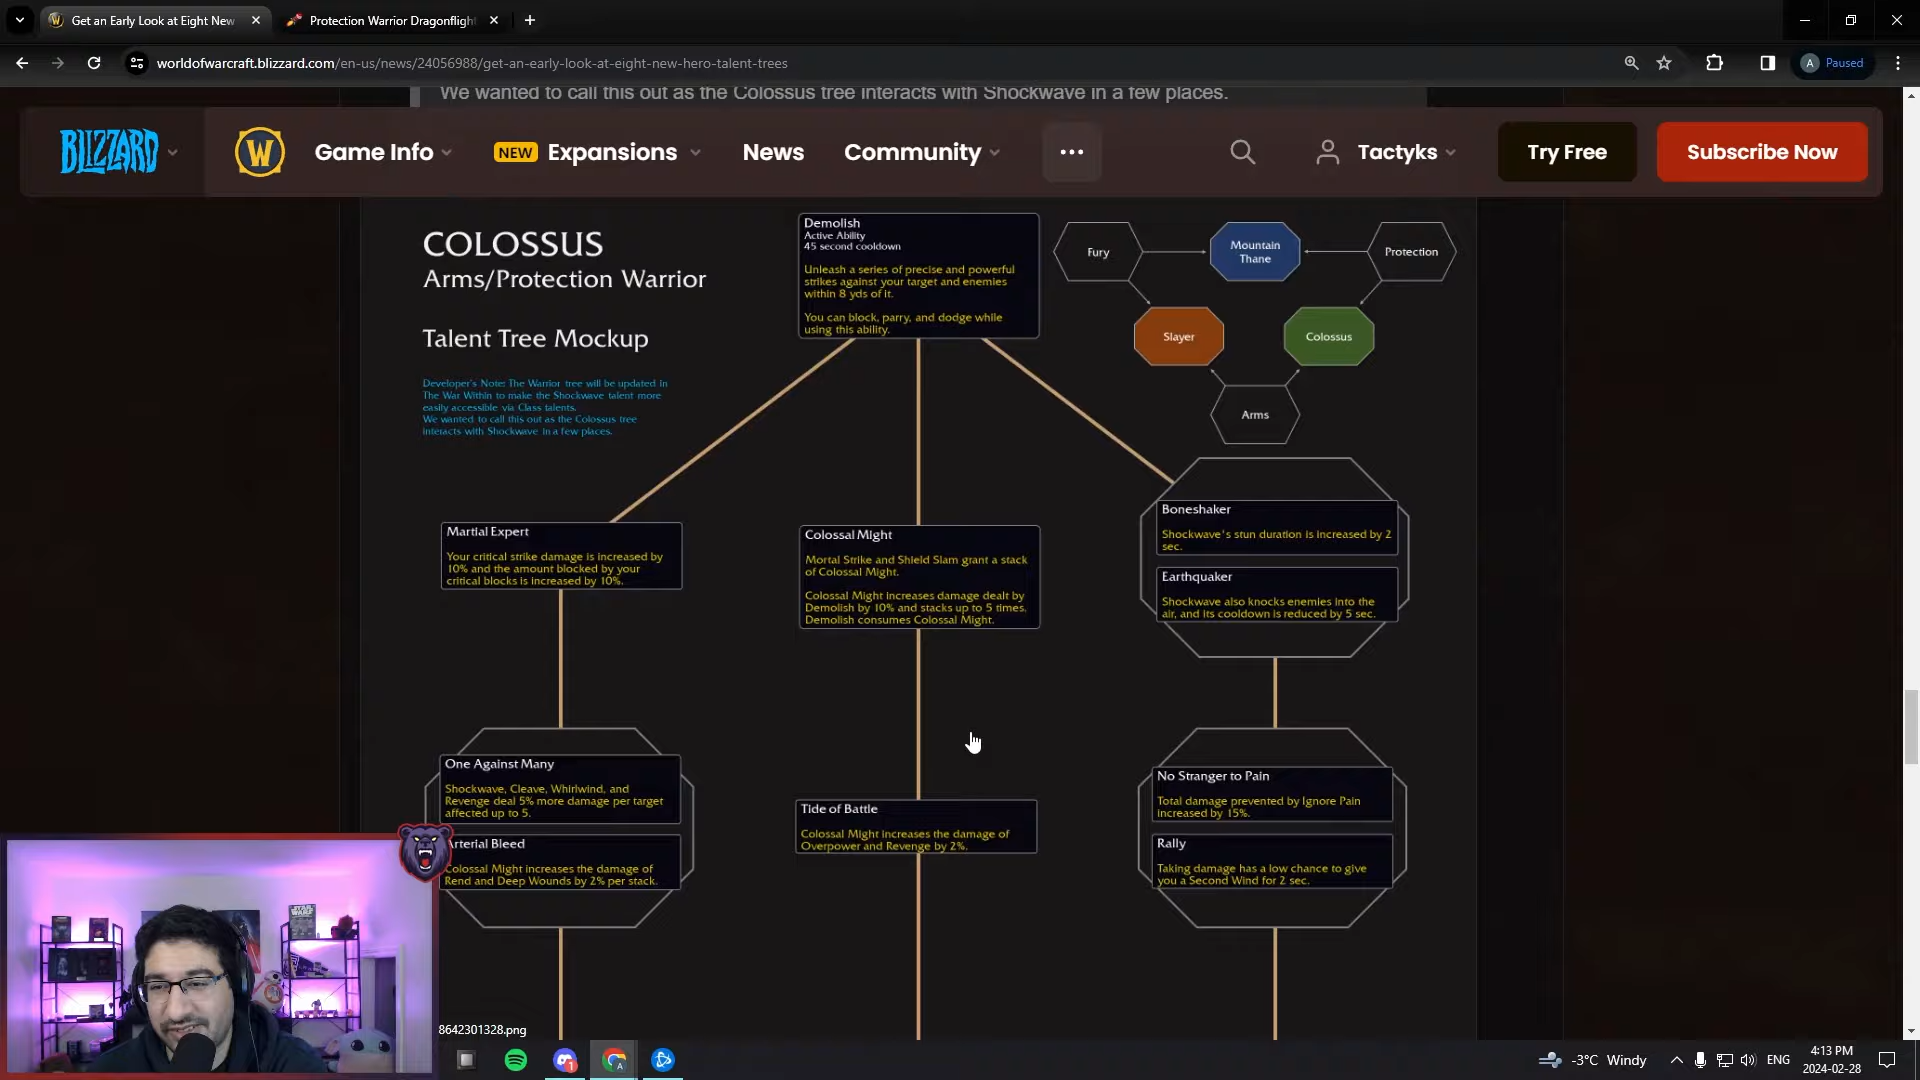 Get an Early Look at Eight New
Protection Warrior Dragonflight
worldofwarcraft.blizzard.com/en-us/news/24056988/get-an-early-look-at-eight-new-hero-talent-trees
A
Paused
We wanted to call this out as the Colossus tree interacts with Shockwave in a few places.
BLIZZARD
W
Game Info
NEW
Expansions
News
Community
Tactyks
Try Free
Subscribe Now
COLOSSUS
Arms/Protection Warrior
Talent Tree Mockup
Developer's Note: The Warrior tree will be updated in
The War Within to make the Shockwave talent more
easily accessible via Class talents.
We wanted to call this out as the Colossus tree
interacts with Shockwave in a few places.
Demolish
Active Ability
45 second cooldown
Unleash a series of precise and powerful
strikes against your target and enemies
within 8 yds of it.
You can block, parry, and dodge while
using this ability.
Fury
Mountain
Thane
Protection
Slayer
Colossus
Arms
Martial Expert
Your critical strike damage is increased by
10% and the amount blocked by your
critical blocks is increased by 10%.
Colossal Might
Mortal Strike and Shield Slam grant a stack
of Colossal Might.
Colossal Might increases damage dealt by
Demolish by 10% and stacks up to 5 times.
Demolish consumes Colossal Might.
Boneshaker
Shockwave's stun duration is increased by 2
sec.
Earthquaker
Shockwave also knocks enemies into the
air, and its cooldown is reduced by 5 sec.
One Against Many
Shockwave, Cleave, Whirlwind, and
Revenge deal 5% more damage per target
affected up to 5.
Arterial Bleed
Colossal Might increases the damage of
Rend and Deep Wounds by 2% per stack.
Tide of Battle
Colossal Might increases the damage of
Overpower and Revenge by 2%.
No Stranger to Pain
Total damage prevented by Ignore Pain
increased by 15%.
Rally
Taking damage has a low chance to give
you a Second Wind for 2 sec.
STAR
WARS
8642301328.png
1
A
-3°C Windy
ENG
4:13 PM
2024-02-28